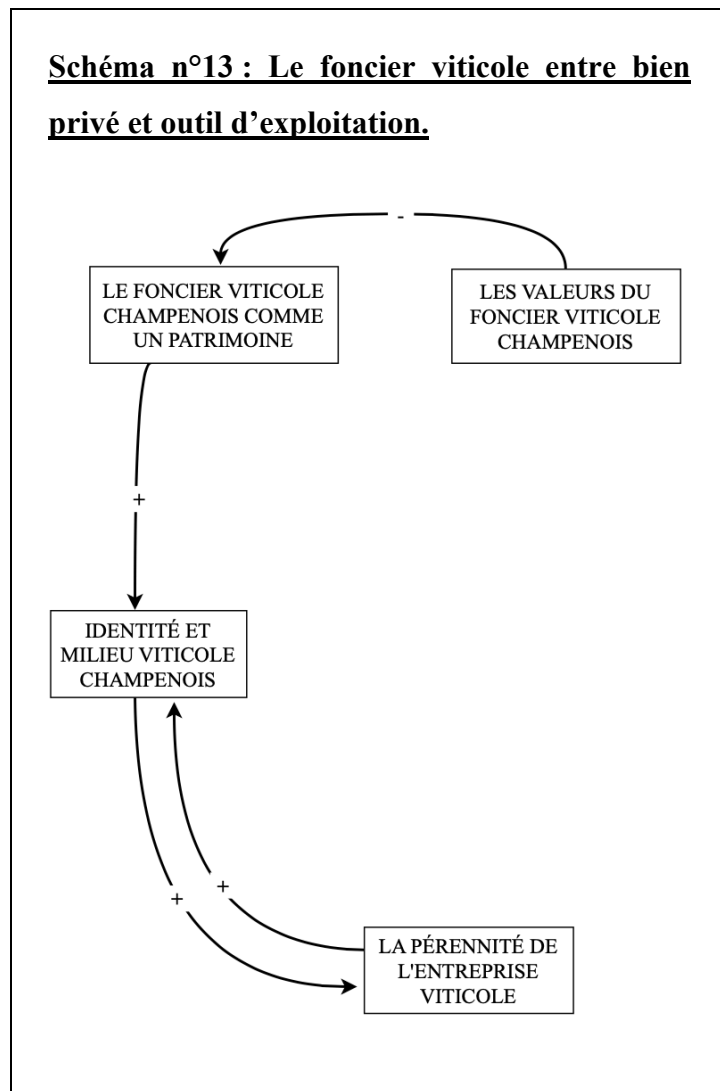 Schéma n°13 : Le foncier viticole entre bien
privé et outil d’exploitation.
-
LE FONCIER VITICOLE
CHAMPENOIS COMME
UN PATRIMOINE
LES VALEURS DU
FONCIER VITICOLE
CHAMPENOIS
+
IDENTITÉ ET
MILIEU VITICOLE
CHAMPENOIS
+
+
LA PÉRENNITÉ DE
L'ENTREPRISE
VITICOLE